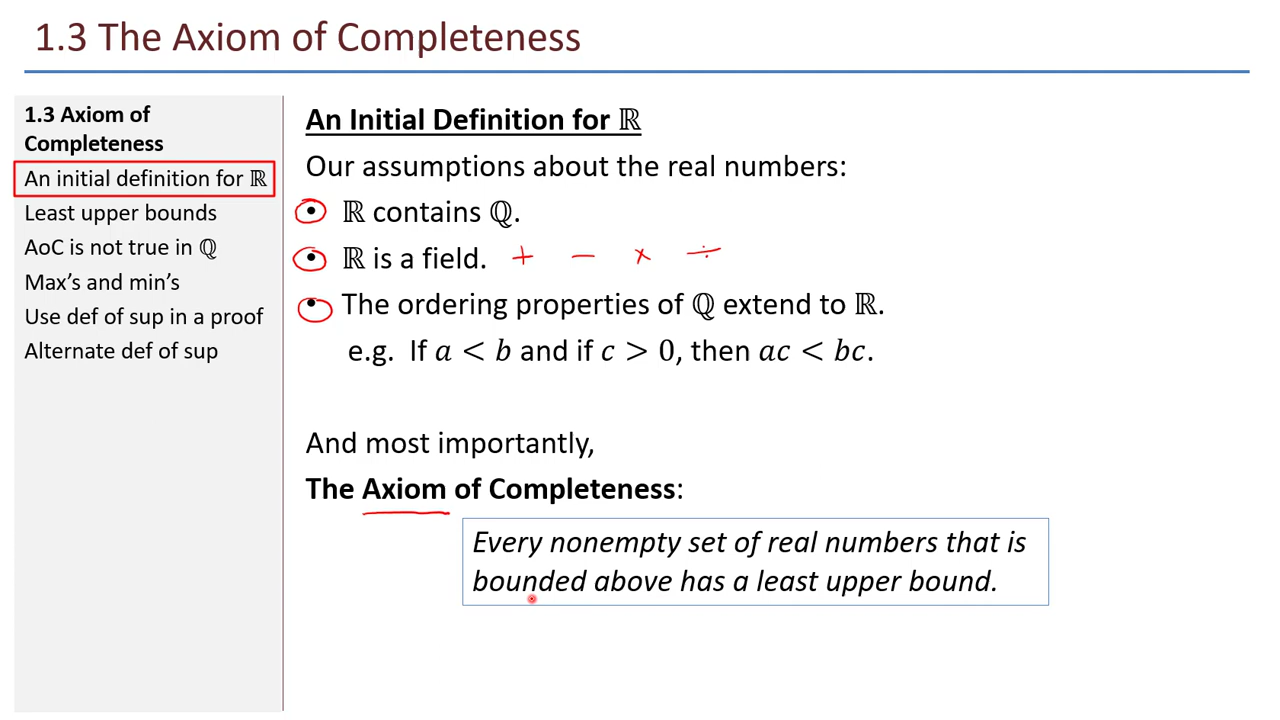 1.3 The Axiom of Completeness
1.3 Axiom of
Completeness
An initial definition for ℝ
Least upper bounds
AoC is not true in ℚ
Max's and min's
Use def of sup in a proof
Alternate def of sup
An Initial Definition for ℝ
Our assumptions about the real numbers:
• ℝ contains ℚ.
• ℝ is a field. + − × ÷
• The ordering properties of ℚ extend to ℝ.
e.g. If a < b and if c > 0, then ac < bc.
And most importantly,
The Axiom of Completeness:
Every nonempty set of real numbers that is
bounded above has a least upper bound.